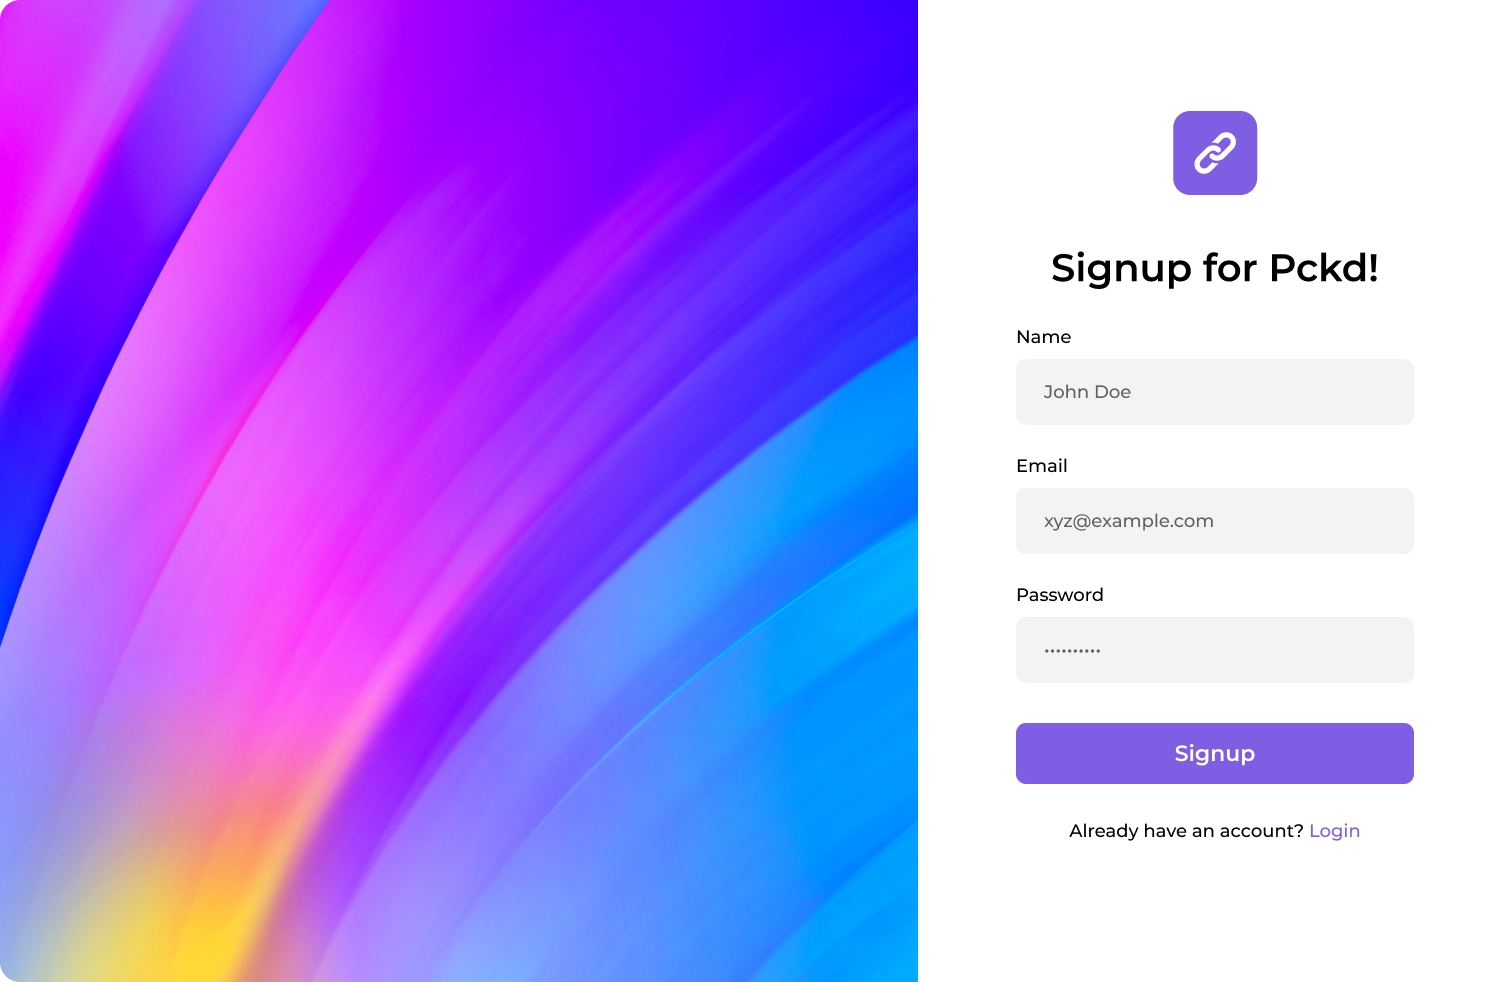 Signup for Pckd!
Name
John Doe
Email
xyz@example.com
Password
••••••••••
Signup
Already have an account? Login